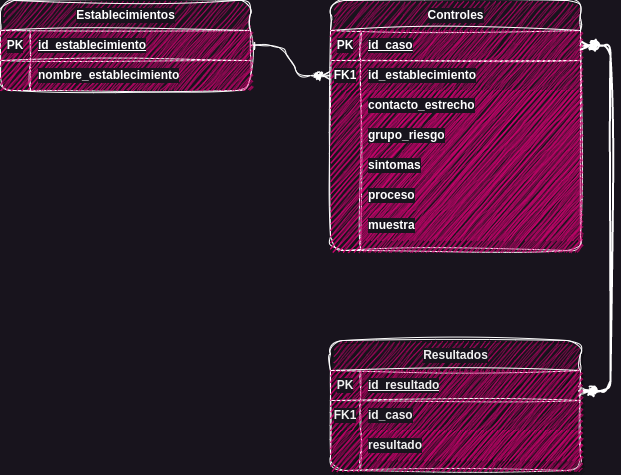 Establecimientos
PK id_establecimiento
nombre_establecimiento
Controles
PK id_caso
FK1 id_establecimiento
contacto_estrecho
grupo_riesgo
sintomas
proceso
muestra
Resultados
PK id_resultado
FK1 id_caso
resultado